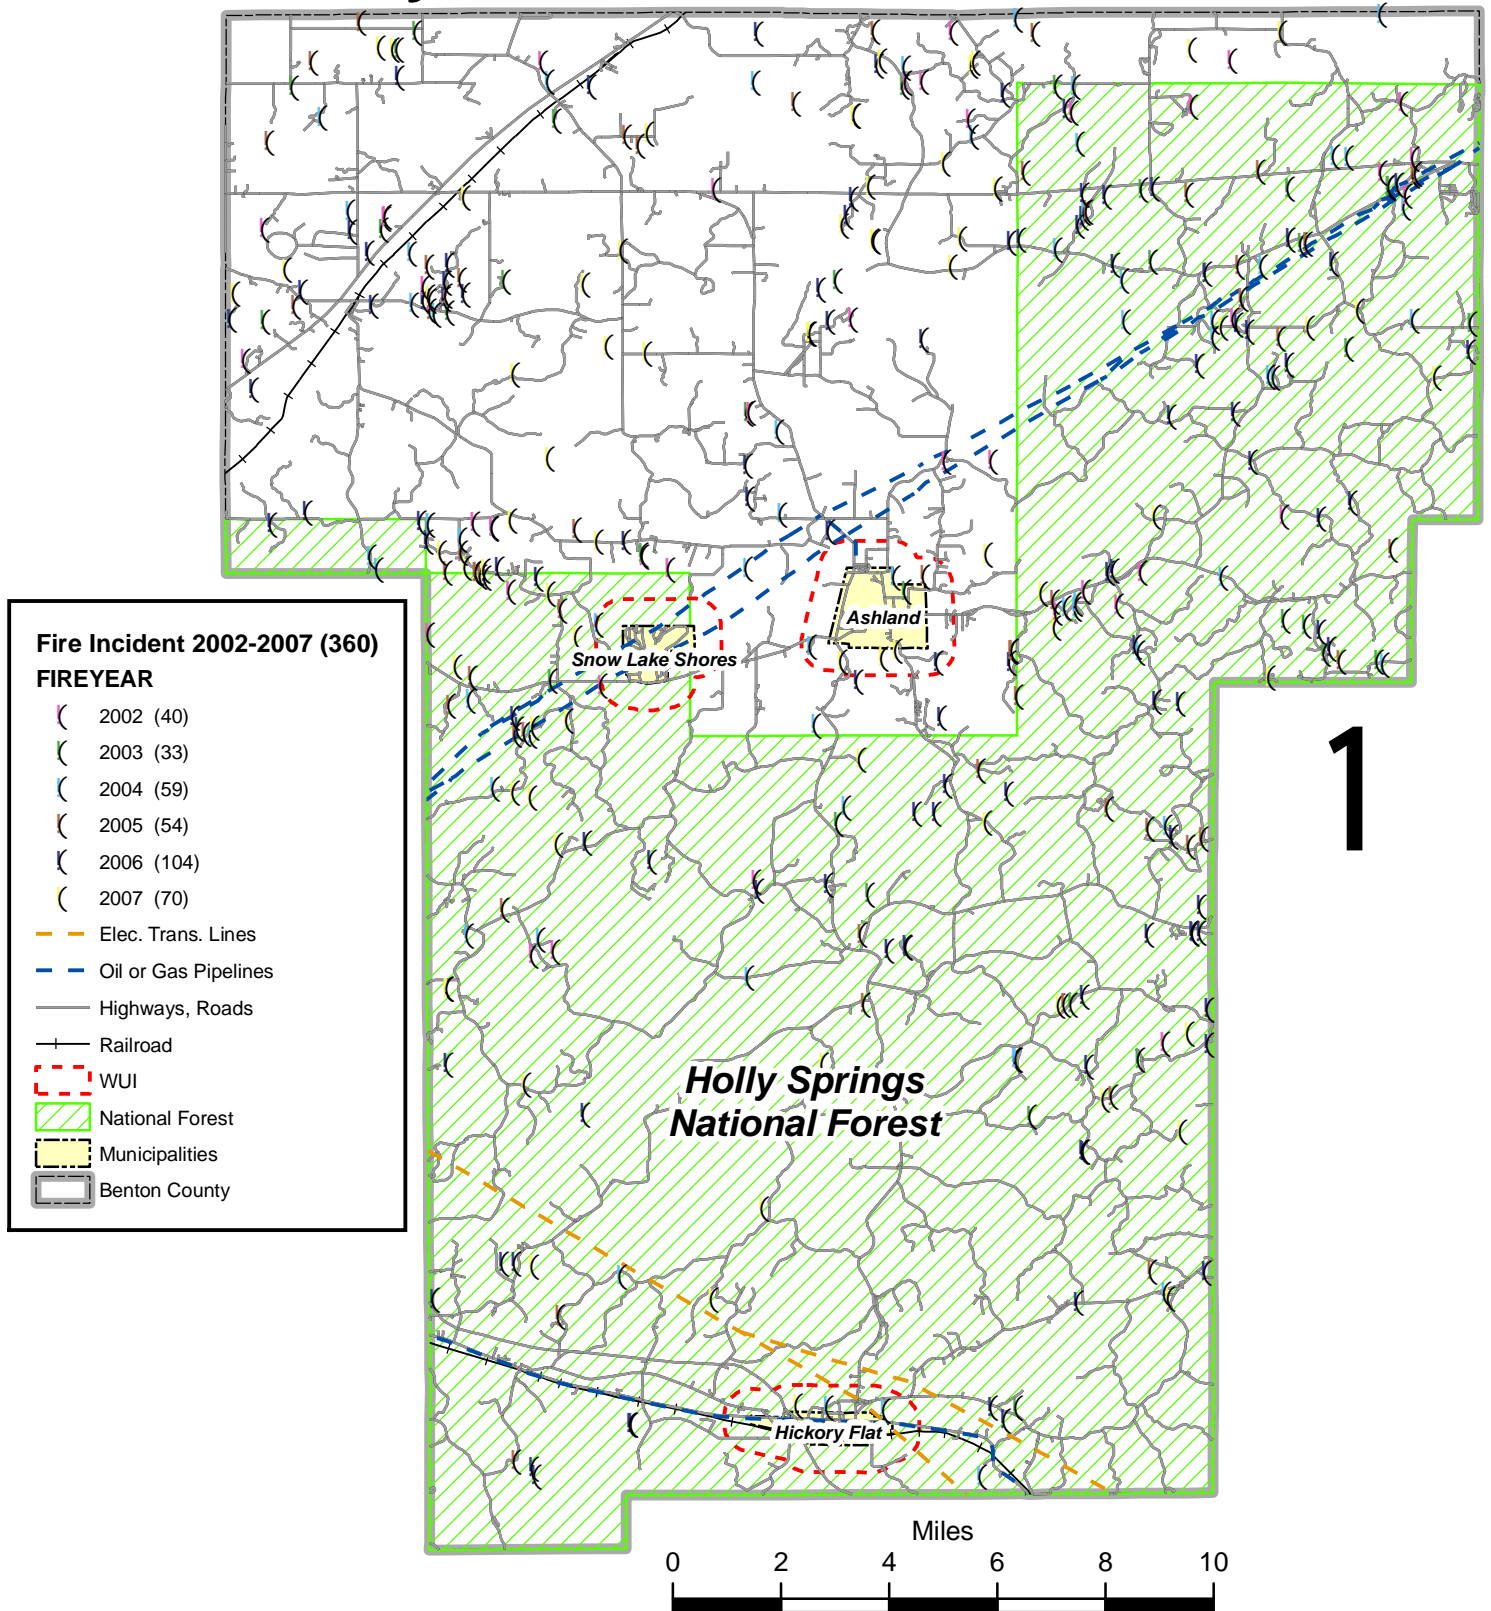 Fire Incident 2002-2007 (360)
FIREYEAR
2002 (40)
2003 (33)
2004 (59)
2005 (54)
2006 (104)
2007 (70)
Elec. Trans. Lines
Oil or Gas Pipelines
Highways, Roads
Railroad
WUI
National Forest
Municipalities
Benton County
Ashland
Snow Lake Shores
1
Holly Springs
National Forest
Hickory Flat
Miles
0 2 4 6 8 10